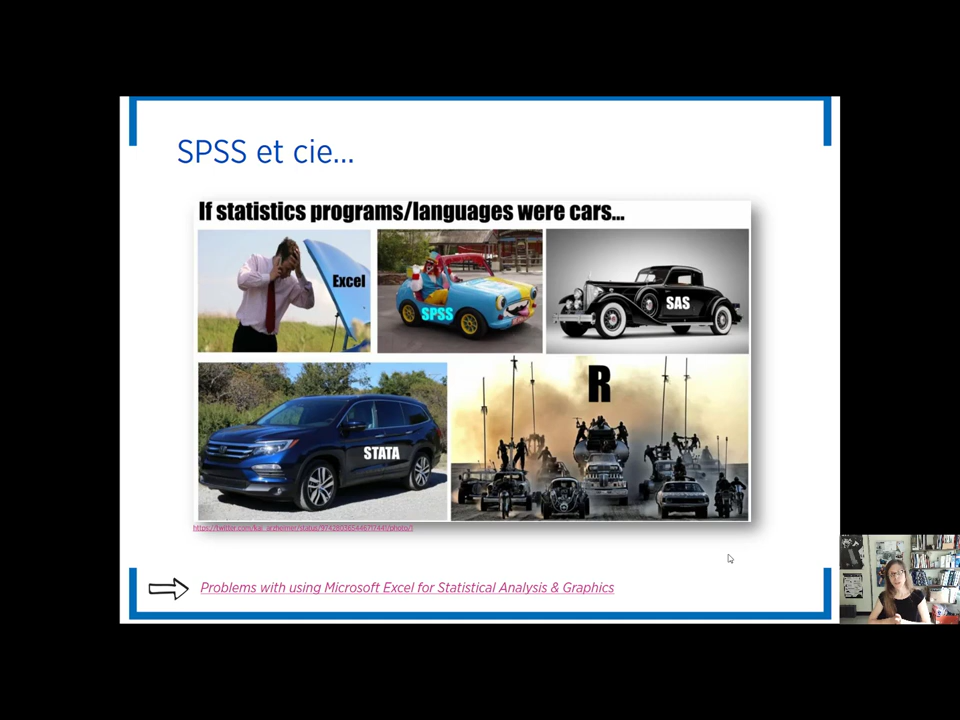 SPSS et cie...
If statistics programs/languages were cars...
Excel
SPSS
SAS
STATA
R
https://twitter.com/kai_arzheimer/status/974280365446717441/photo/1
Problems with using Microsoft Excel for Statistical Analysis & Graphics